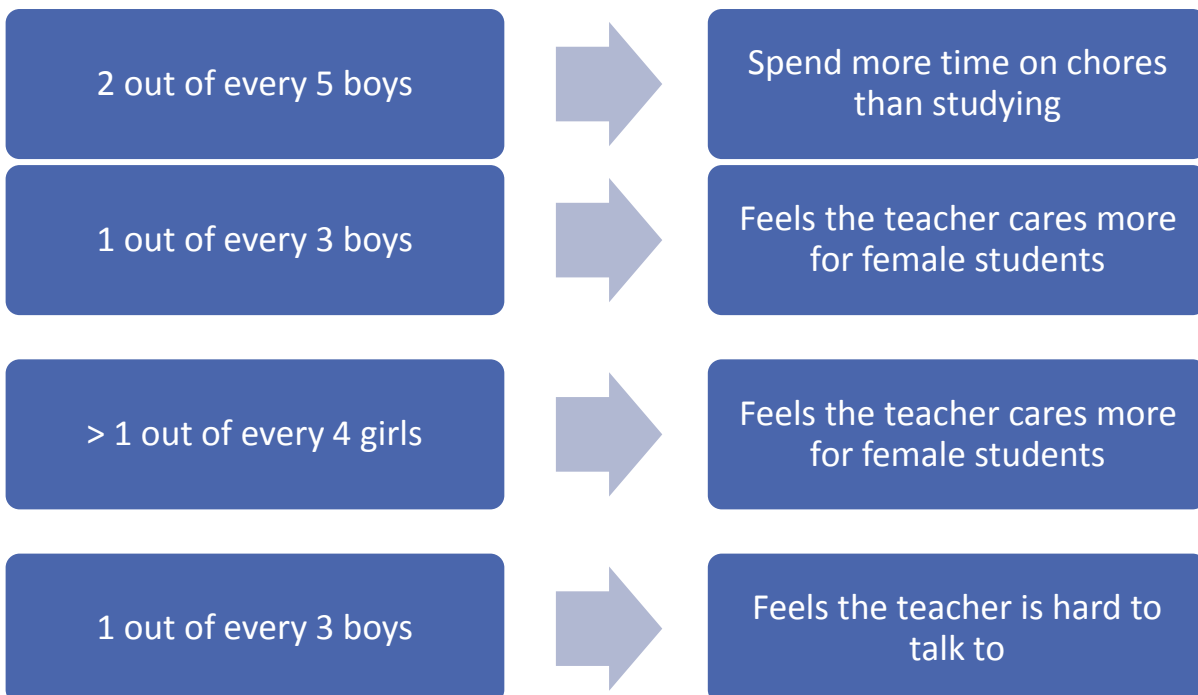 2 out of every 5 boys
Spend more time on chores
than studying
1 out of every 3 boys
Feels the teacher cares more
for female students
> 1 out of every 4 girls
Feels the teacher cares more
for female students
1 out of every 3 boys
Feels the teacher is hard to
talk to